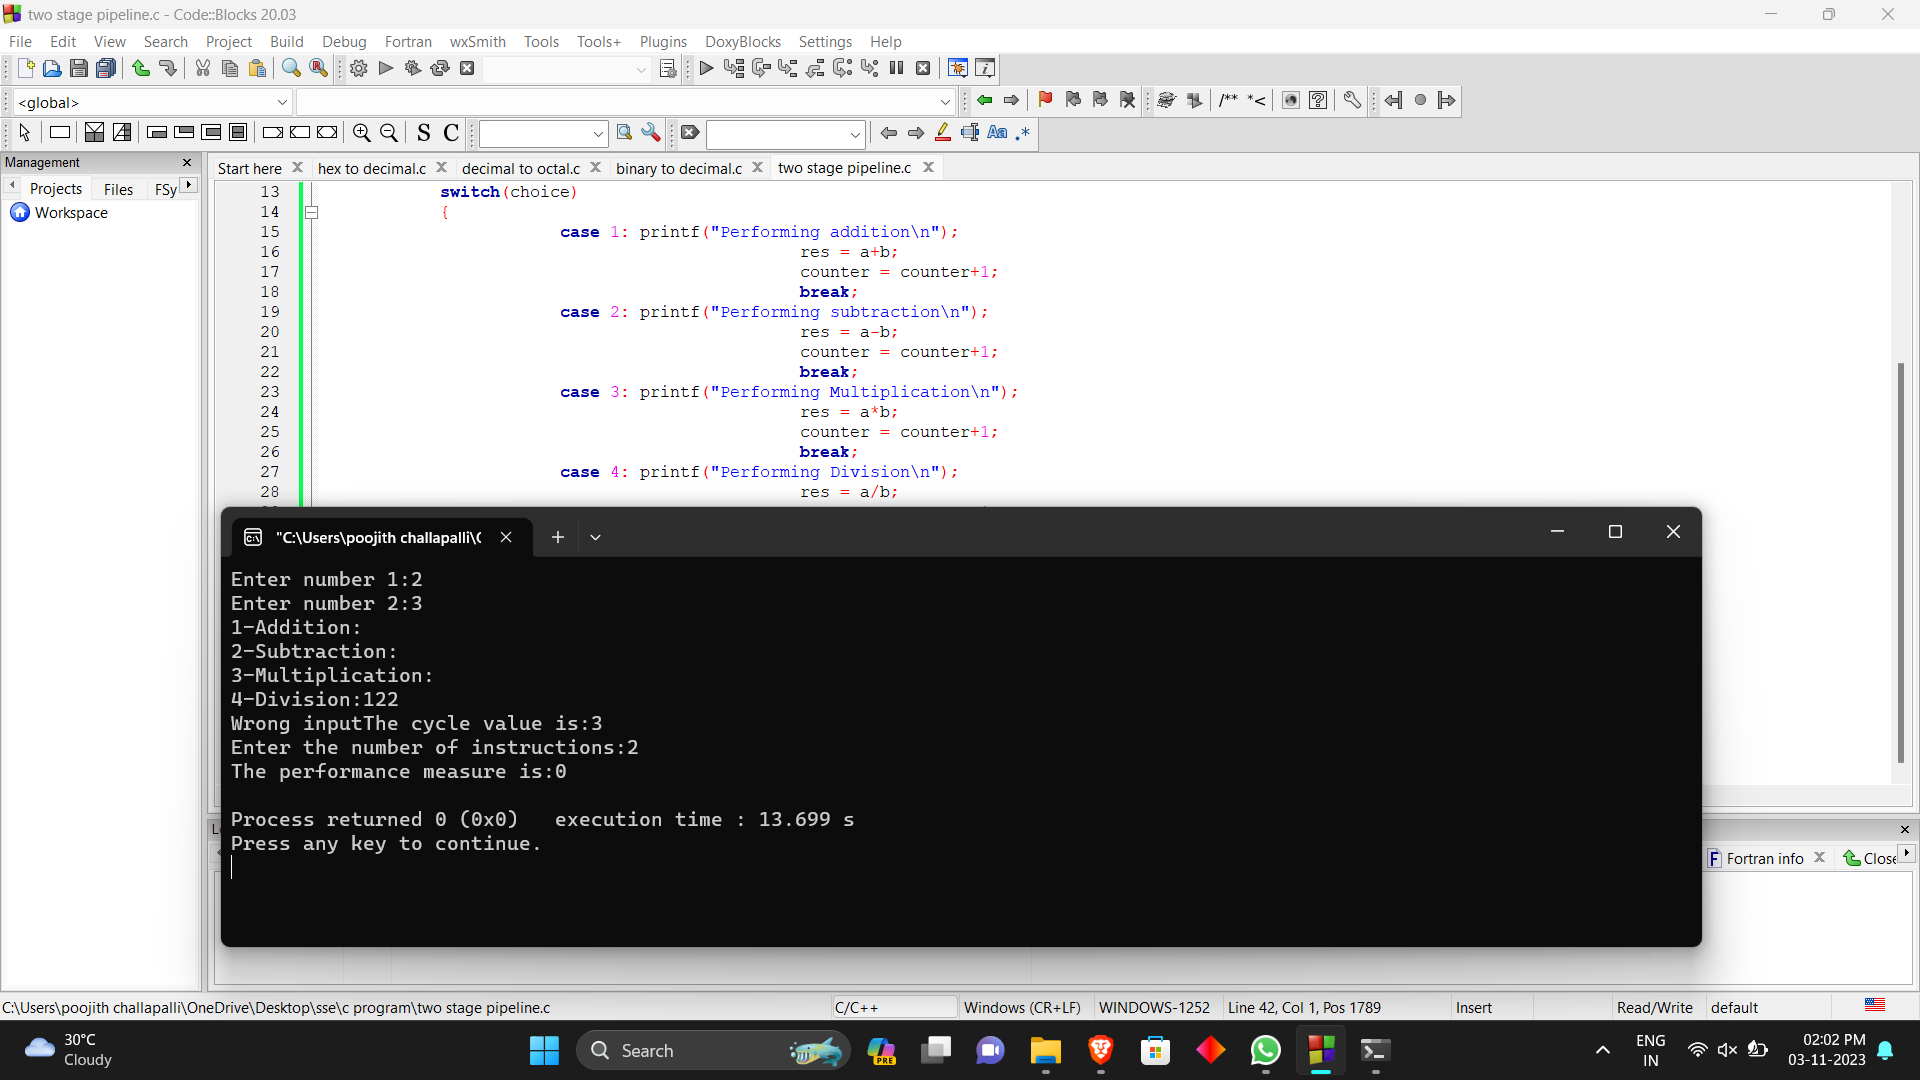 two stage pipeline.c - Code::Blocks 20.03
File Edit View Search Project Build Debug Fortran wxSmith Tools Tools+ Plugins DoxyBlocks Settings Help
<global>
/** *<
S C
Aa .*
Management
Projects Files FSy
Workspace
Start here hex to decimal.c decimal to octal.c binary to decimal.c two stage pipeline.c
13 switch(choice)
14 {
15 case 1: printf("Performing addition\n");
16 res = a+b;
17 counter = counter+1;
18 break;
19 case 2: printf("Performing subtraction\n");
20 res = a-b;
21 counter = counter+1;
22 break;
23 case 3: printf("Performing Multiplication\n");
24 res = a*b;
25 counter = counter+1;
26 break;
27 case 4: printf("Performing Division\n");
28 res = a/b;
"C:\Users\poojith challapalli\
Enter number 1:2
Enter number 2:3
1-Addition:
2-Subtraction:
3-Multiplication:
4-Division:122
Wrong inputThe cycle value is:3
Enter the number of instructions:2
The performance measure is:0
Process returned 0 (0x0)   execution time : 13.699 s
Press any key to continue.
Fortran info Close
C:\Users\poojith challapalli\OneDrive\Desktop\sse\c program\two stage pipeline.c C/C++ Windows (CR+LF) WINDOWS-1252 Line 42, Col 1, Pos 1789 Insert Read/Write default
30°C
Cloudy
Search
PRE
ENG
IN
02:02 PM
03-11-2023